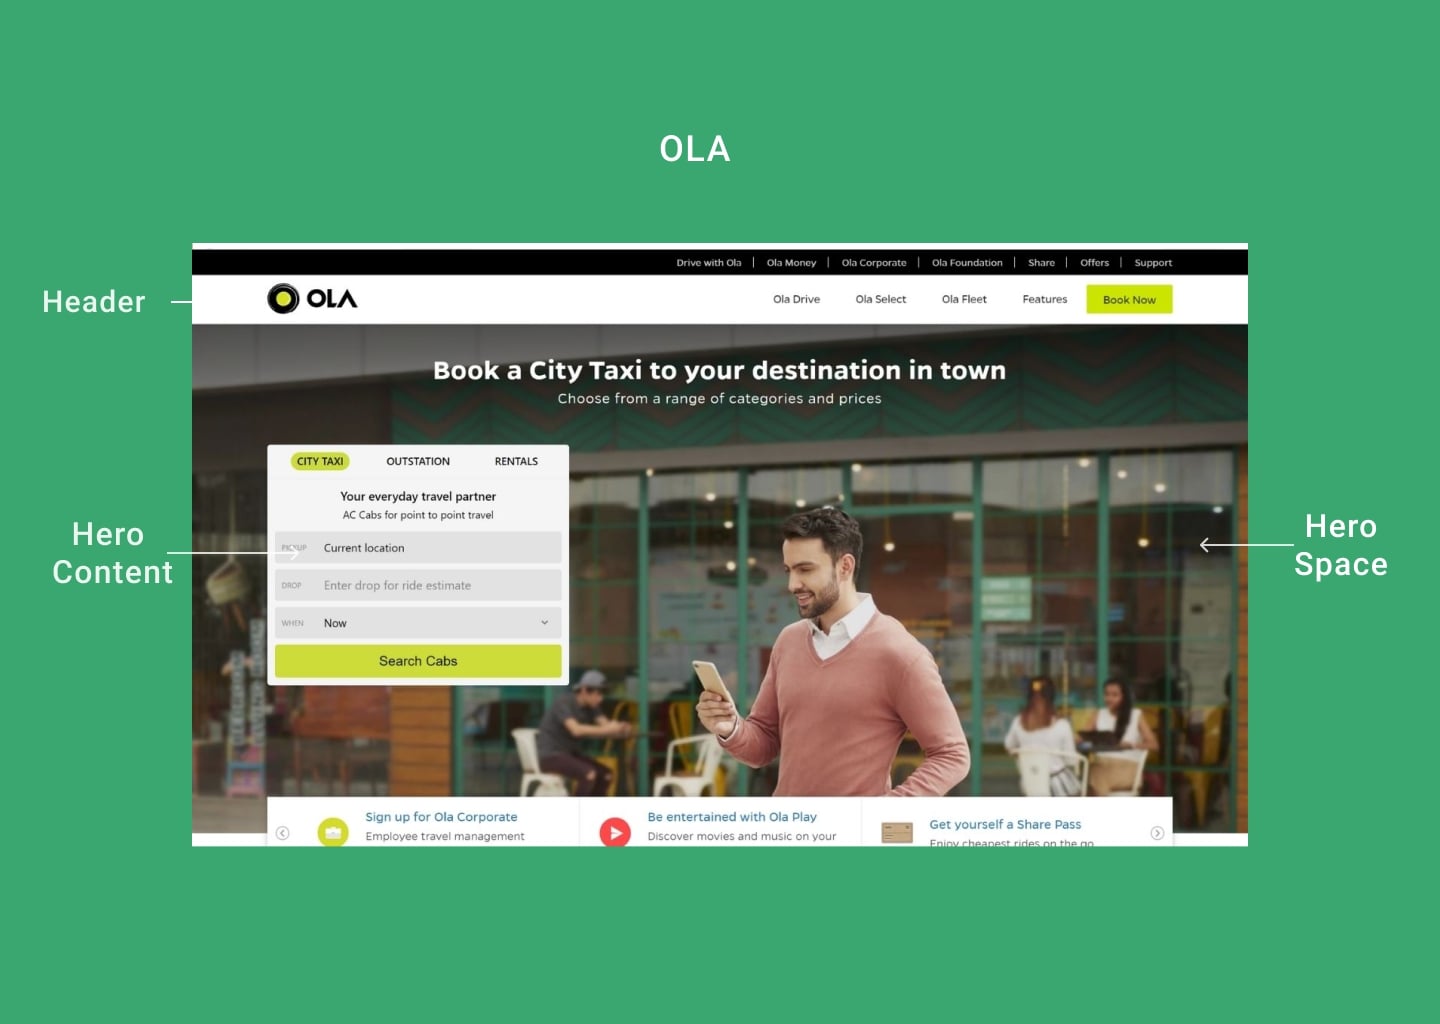 OLA
Drive with Ola | Ola Money | Ola Corporate | Ola Foundation | Share | Offers | Support
Header
OLA
Ola Drive
Ola Select
Ola Fleet
Features
Book Now
Book a City Taxi to your destination in town
Choose from a range of categories and prices
CITY TAXI
OUTSTATION
RENTALS
Your everyday travel partner
AC Cabs for point to point travel
Hero
Content
PICKUP
Current location
DROP
Enter drop for ride estimate
WHEN
Now
Search Cabs
Hero
Space
Sign up for Ola Corporate
Employee travel management
Be entertained with Ola Play
Discover movies and music on your
Get yourself a Share Pass
Enjoy cheapest rides on the go